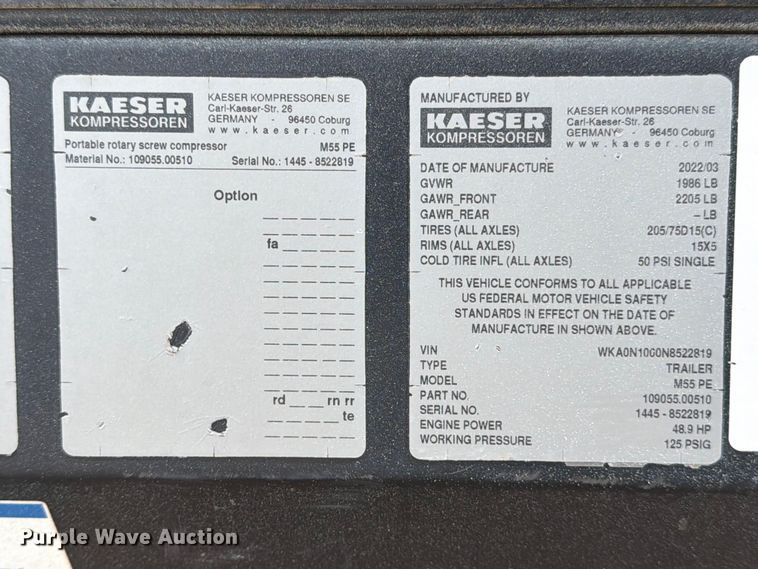 KAESER
KOMPRESSOREN
KAESER KOMPRESSOREN SE
Carl-Kaeser-Str. 26
GERMANY - 96450 Coburg
www.kaeser.com
Portable rotary screw compressor M55 PE
Material No.: 109055.00510 Serial No.: 1445 - 8522819
Option
fa
rd rn rr
te
MANUFACTURED BY
KAESER
KOMPRESSOREN
KAESER KOMPRESSOREN SE
Carl-Kaeser-Str. 26
GERMANY - 96450 Coburg
www.kaeser.com
DATE OF MANUFACTURE 2022/03
GVWR 1986 LB
GAWR_FRONT 2205 LB
GAWR_REAR – LB
TIRES (ALL AXLES) 205/75D15(C)
RIMS (ALL AXLES) 15X5
COLD TIRE INFL (ALL AXLES) 50 PSI SINGLE
THIS VEHICLE CONFORMS TO ALL APPLICABLE
US FEDERAL MOTOR VEHICLE SAFETY
STANDARDS IN EFFECT ON THE DATE OF
MANUFACTURE IN SHOWN ABOVE.
VIN WKA0N1000N8522819
TYPE TRAILER
MODEL M55 PE
PART NO. 109055.00510
SERIAL NO. 1445 - 8522819
ENGINE POWER 48.9 HP
WORKING PRESSURE 125 PSIG
Purple Wave Auction
Purple Wave Auction